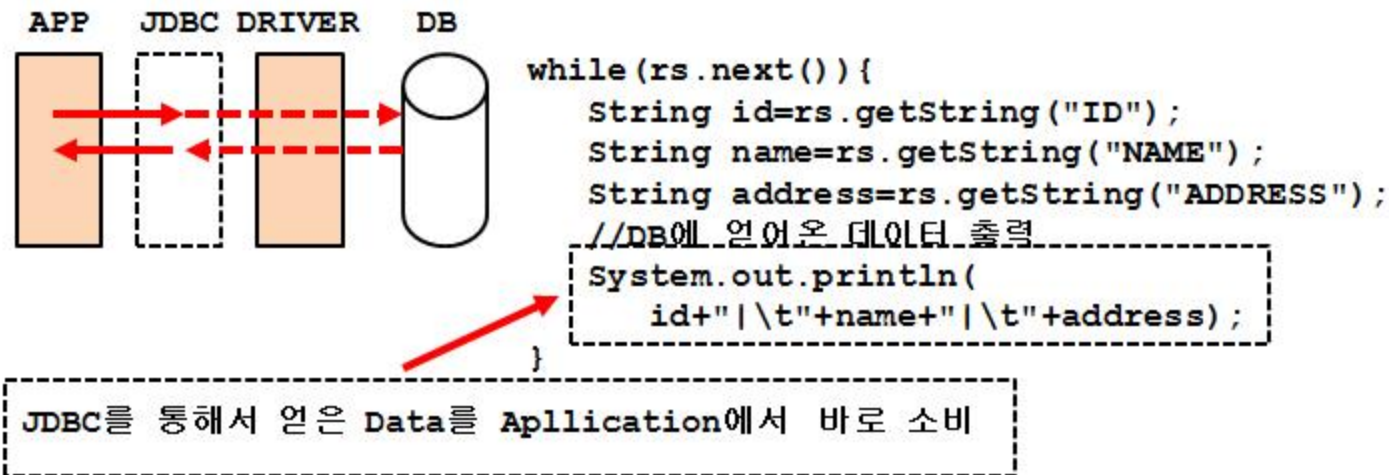 APP JDBC DRIVER DB
while(rs.next()){
String id=rs.getString("ID");
String name=rs.getString("NAME");
String address=rs.getString("ADDRESS");
//DB에 얻어온 데이터 출력
System.out.println(
id+"|\t"+name+"|\t"+address);
}
JDBC를 통해서 얻은 Data를 Apllication에서 바로 소비